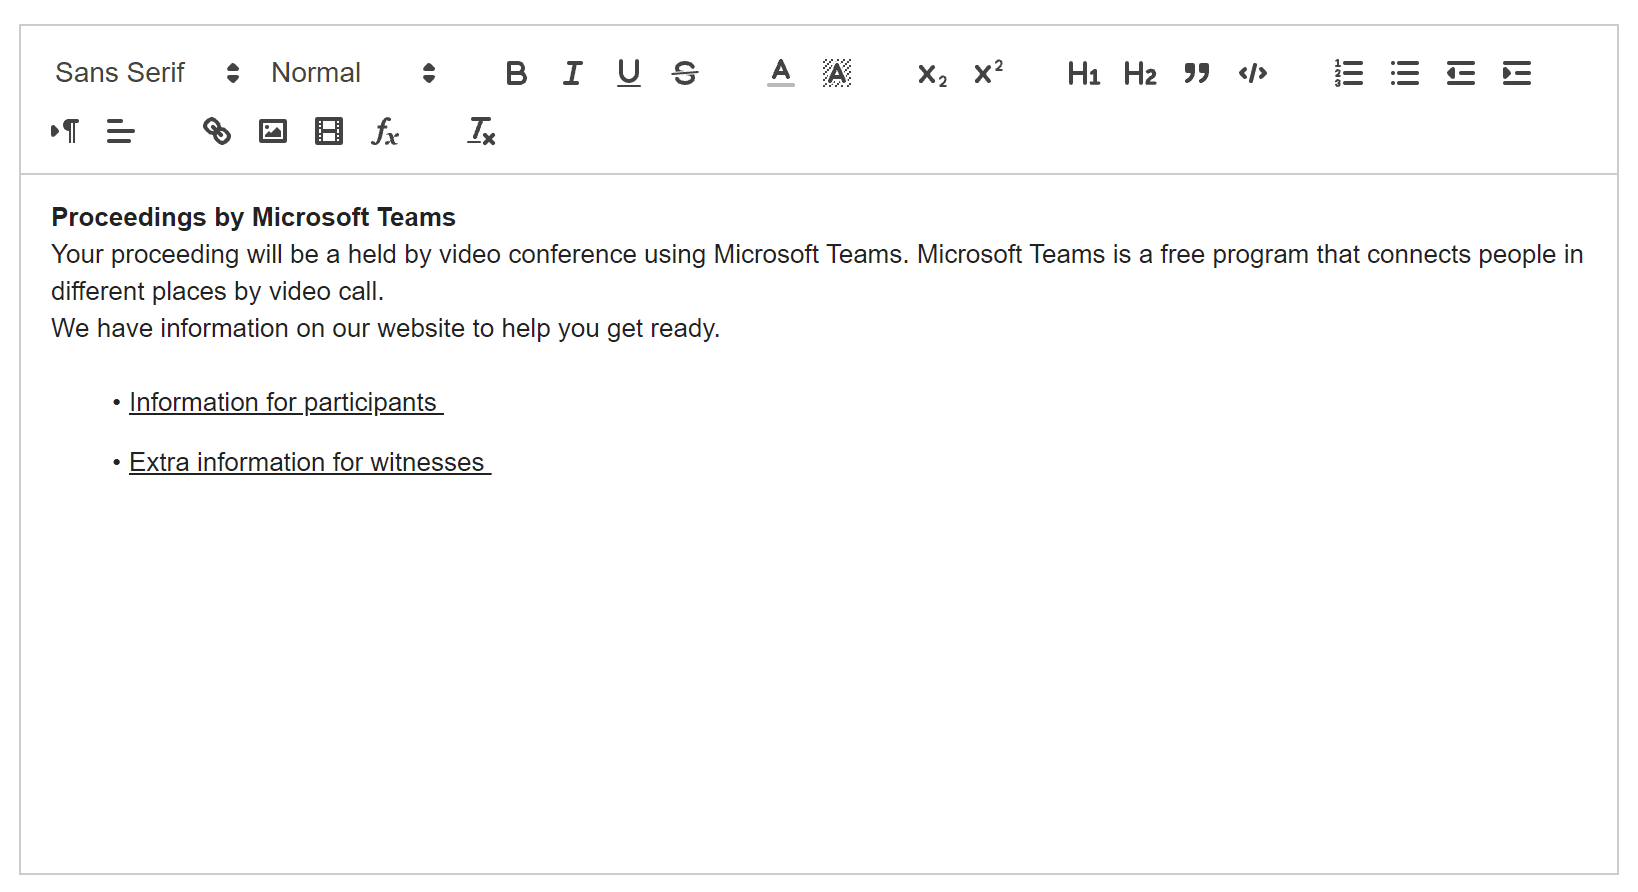 Sans Serif Normal B I U S A A x₂ x² H1 H2 ” </> 
¶ fx Tx
Proceedings by Microsoft Teams
Your proceeding will be a held by video conference using Microsoft Teams. Microsoft Teams is a free program that connects people in
different places by video call.
We have information on our website to help you get ready.
• Information for participants
• Extra information for witnesses